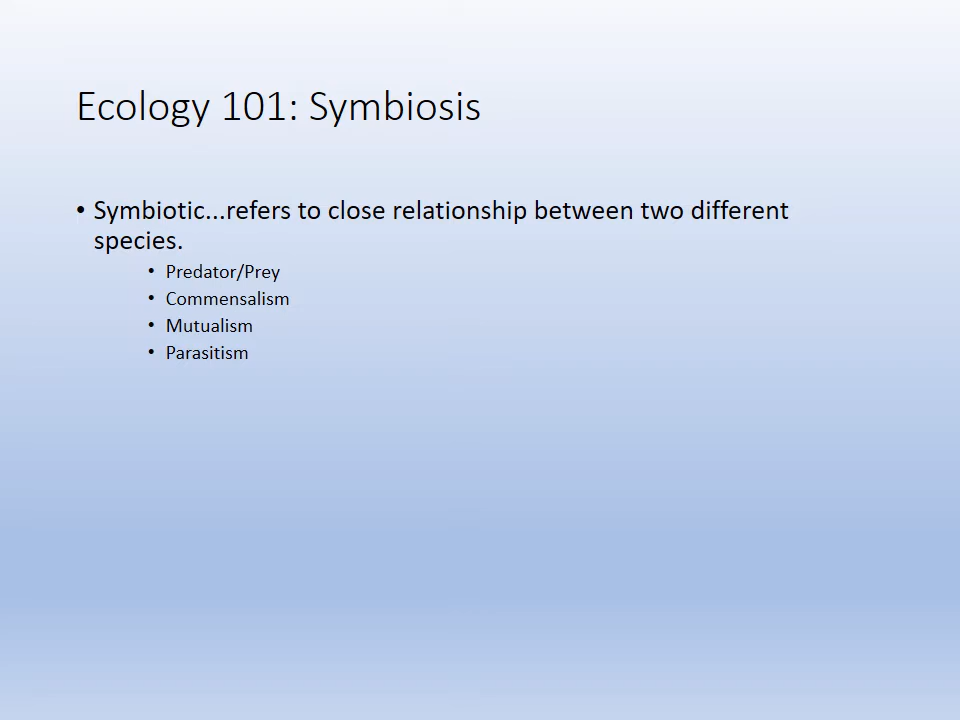 Ecology 101: Symbiosis
• Symbiotic...refers to close relationship between two different
species.
• Predator/Prey
• Commensalism
• Mutualism
• Parasitism